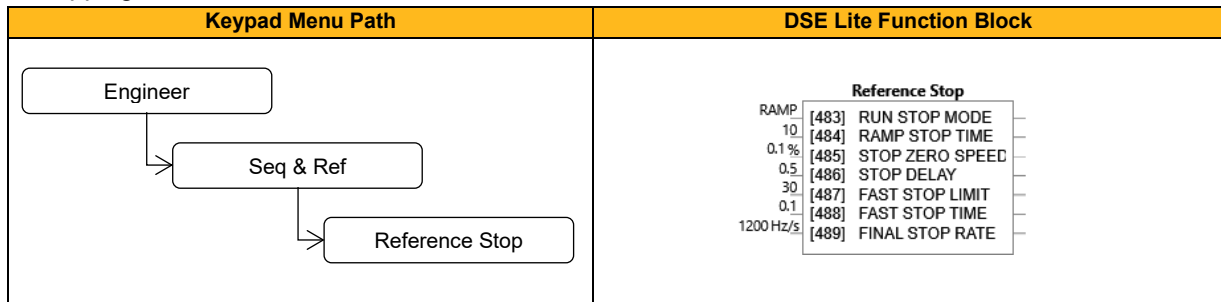 Keypad Menu Path
DSE Lite Function Block
Engineer
Seq & Ref
Reference Stop
Reference Stop
RAMP [483] RUN STOP MODE
10 [484] RAMP STOP TIME
0.1 % [485] STOP ZERO SPEED
0.5 [486] STOP DELAY
30 [487] FAST STOP LIMIT
0.1 [488] FAST STOP TIME
1200 Hz/s [489] FINAL STOP RATE